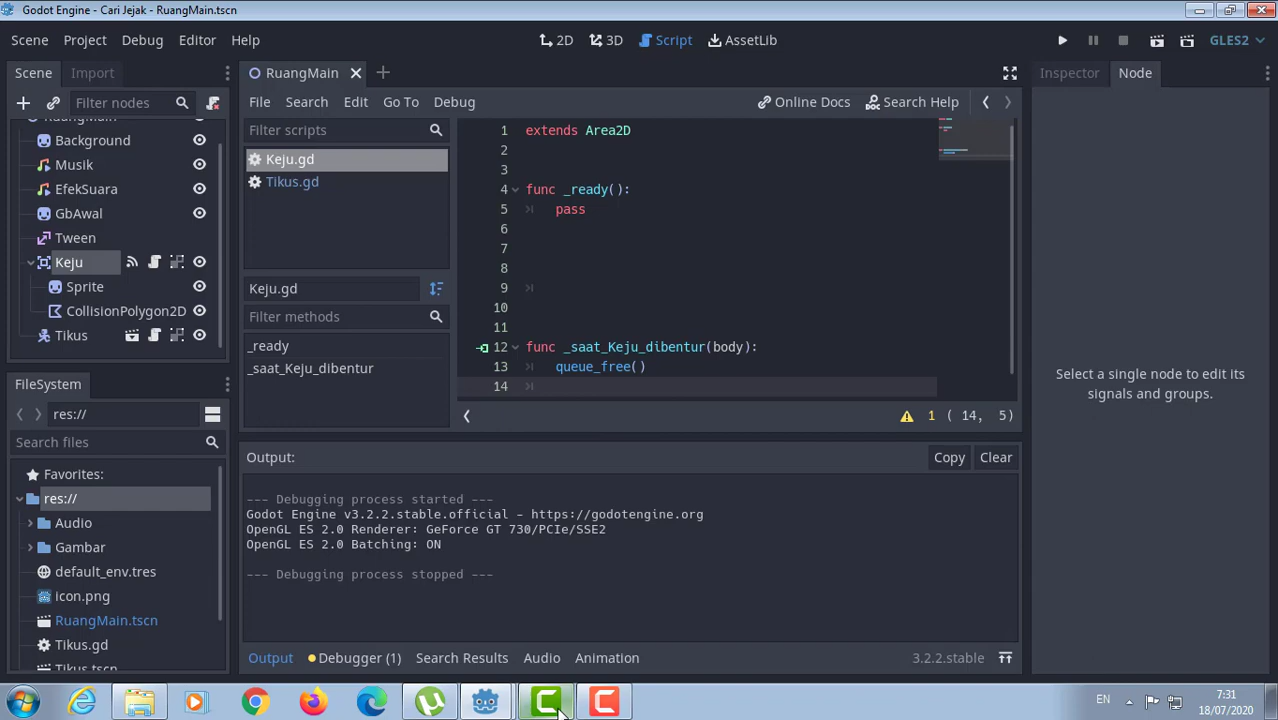 Godot Engine - Cari Jejak - RuangMain.tscn
Scene Project Debug Editor Help
2D 3D Script AssetLib
GLES2
Scene Import
Filter nodes
Background
Musik
EfekSuara
GbAwal
Tween
Keju
Sprite
CollisionPolygon2D
Tikus
FileSystem
res://
Search files
Favorites:
res://
Audio
Gambar
default_env.tres
icon.png
RuangMain.tscn
Tikus.gd
Tikus.tscn
RuangMain
File Search Edit Go To Debug
Online Docs Search Help
Filter scripts
Keju.gd
Tikus.gd
Keju.gd
Filter methods
_ready
_saat_Keju_dibentur
1 extends Area2D
2
3
4 func _ready():
5 pass
6
7
8
9
10
11
12 func _saat_Keju_dibentur(body):
13 queue_free()
14
1 ( 14, 5)
Output:
Copy Clear
--- Debugging process started ---
Godot Engine v3.2.2.stable.official - https://godotengine.org
OpenGL ES 2.0 Renderer: GeForce GT 730/PCIe/SSE2
OpenGL ES 2.0 Batching: ON
--- Debugging process stopped ---
Output Debugger (1) Search Results Audio Animation
3.2.2.stable
Inspector Node
Select a single node to edit its
signals and groups.
EN
7:31
18/07/2020